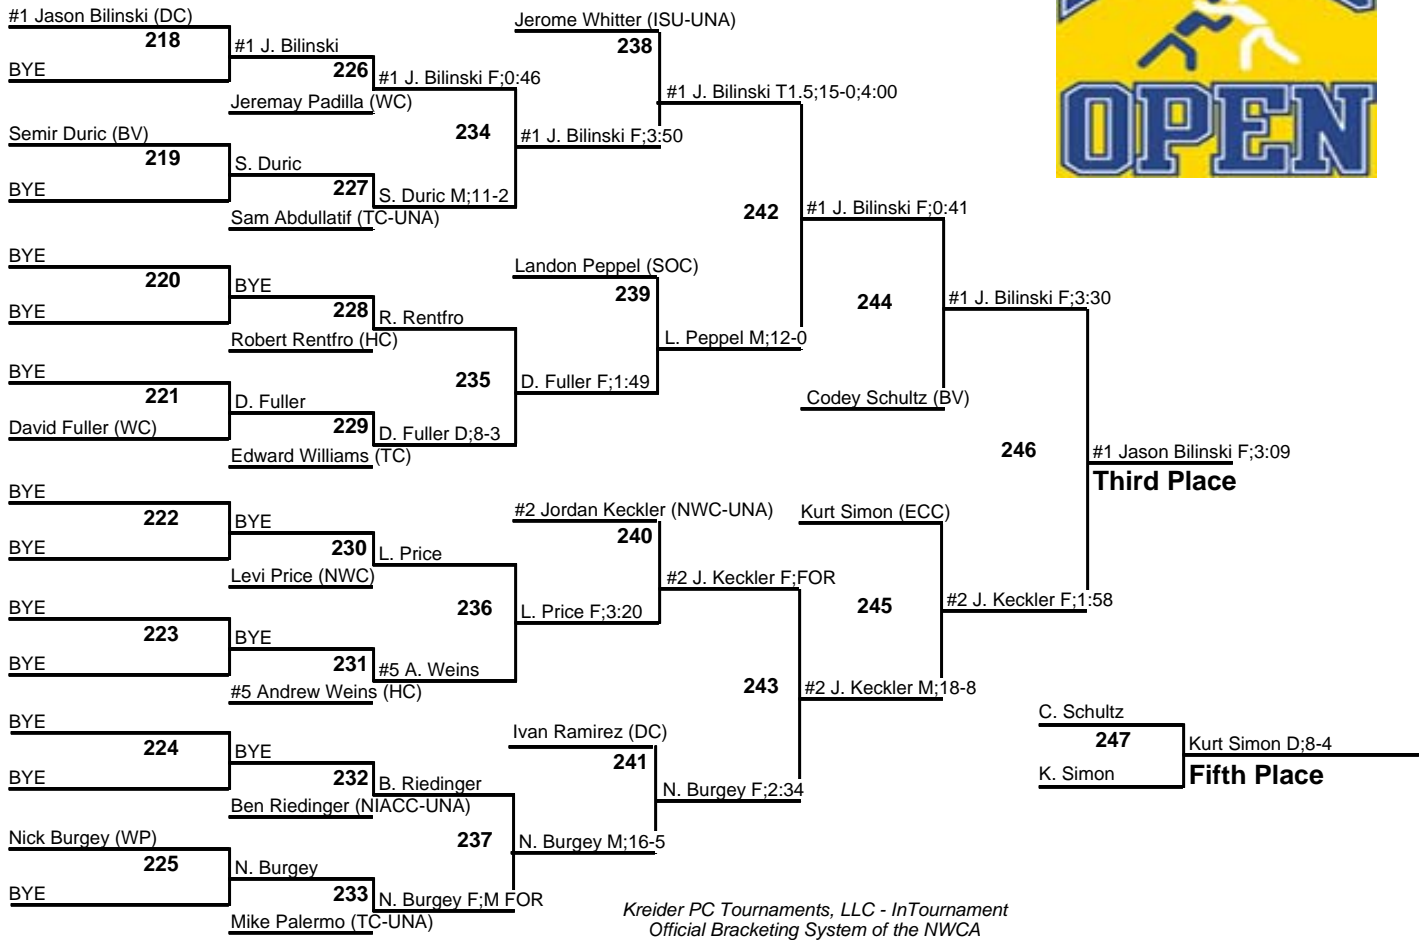 #1 Jason Bilinski (DC)
218
BYE
#1 J. Bilinski
226
Jeremay Padilla (WC)
#1 J. Bilinski F;0:46
Semir Duric (BV)
219
BYE
S. Duric
227
Sam Abdullatif (TC-UNA)
S. Duric M;11-2
234
#1 J. Bilinski F;3:50
Jerome Whitter (ISU-UNA)
238
#1 J. Bilinski T1.5;15-0;4:00
BYE
220
BYE
BYE
228
Robert Rentfro (HC)
R. Rentfro
BYE
221
David Fuller (WC)
D. Fuller
229
Edward Williams (TC)
D. Fuller D;8-3
235
D. Fuller F;1:49
Landon Peppel (SOC)
239
L. Peppel M;12-0
242
#1 J. Bilinski F;0:41
244
Codey Schultz (BV)
#1 J. Bilinski F;3:30
BYE
222
BYE
BYE
230
Levi Price (NWC)
L. Price
BYE
223
BYE
BYE
231
#5 Andrew Weins (HC)
#5 A. Weins
236
L. Price F;3:20
#2 Jordan Keckler (NWC-UNA)
240
#2 J. Keckler F;FOR
BYE
224
BYE
BYE
232
Ben Riedinger (NIACC-UNA)
B. Riedinger
Nick Burgey (WP)
225
BYE
N. Burgey
233
Mike Palermo (TC-UNA)
N. Burgey F;M FOR
237
N. Burgey M;16-5
Ivan Ramirez (DC)
241
N. Burgey F;2:34
243
#2 J. Keckler M;18-8
Kurt Simon (ECC)
245
#2 J. Keckler F;1:58
246
#1 Jason Bilinski F;3:09
Third Place
C. Schultz
247
K. Simon
Kurt Simon D;8-4
Fifth Place
OPEN
Kreider PC Tournaments, LLC - InTournament
Official Bracketing System of the NWCA